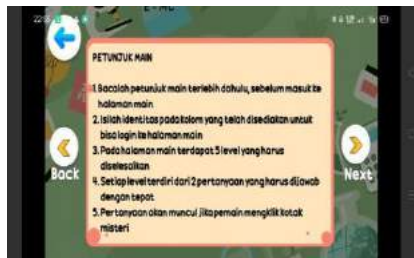 PETUNJUK MAIN
1. Bacalah petunjuk main terlebih dahulu, sebelum masuk ke
halaman main
2. Isilah identitas pada kolom yang telah disediakan untuk
bisa login ke halaman main
3. Pada halaman main terdapat 5 level yang harus
diselesaikan
4. Setiap level terdiri dari 2 pertanyaan yang harus dijawab
dengan tepat
5. Pertanyaan akan muncul jika pemain mengklik kotak
misteri
Back
Next